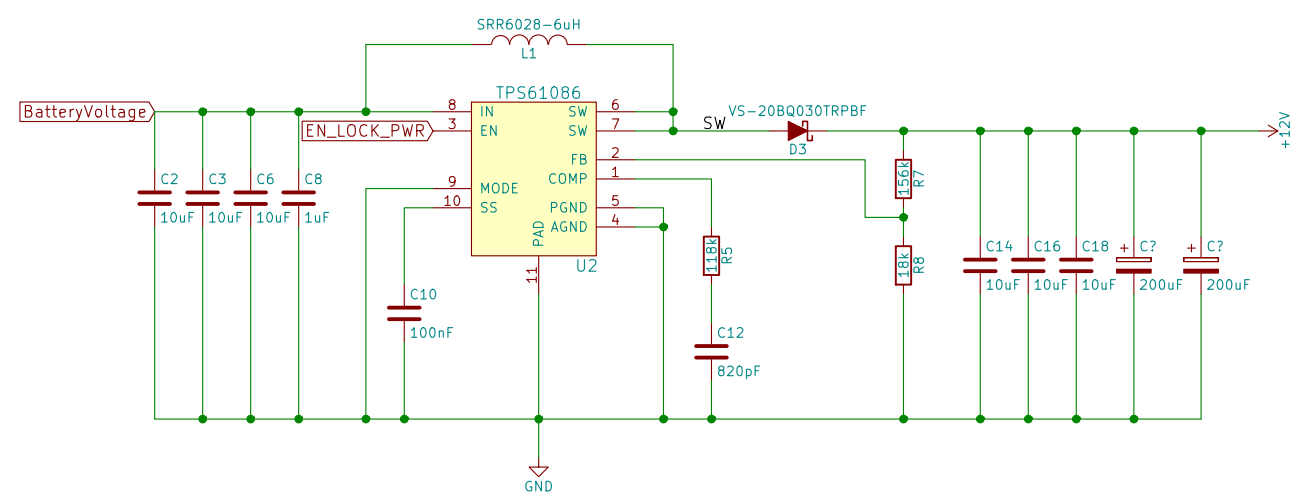 SRR6028-6uH
L1
TPS61086
BatteryVoltage
EN_LOCK_PWR
8 IN
3 EN
9 MODE
10 SS
SW 6
SW 7
FB 2
COMP 1
PGND 5
AGND 4
PAD
11
U2
SW
VS-20BQ030TRPBF
D3
+12V
C2
10uF
C3
10uF
C6
10uF
C8
1uF
C10
100nF
118k
R5
C12
820pF
156k
R7
18k
R8
C14
10uF
C16
10uF
C18
10uF
+ C?
200uF
+ C?
200uF
GND